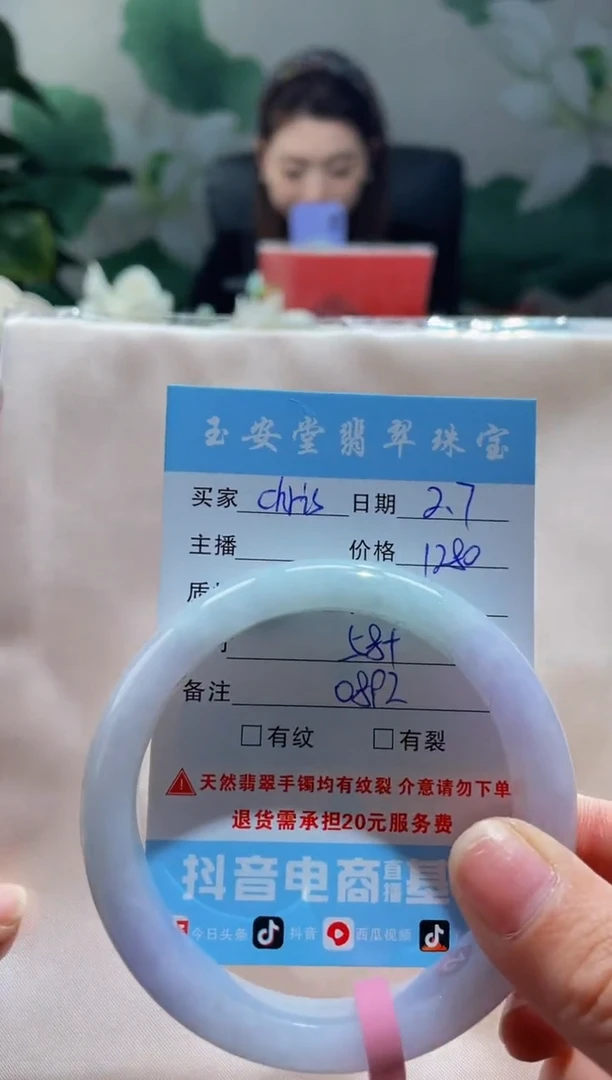 玉安堂翡翠珠宝
买家 chris 日期 2.7
主播 价格 1280
58+
备注 0892
□有纹 □有裂
天然翡翠手镯均有纹裂 介意请勿下单
退货需承担20元服务费
抖音电商直播基
今日头条 抖音 西瓜视频